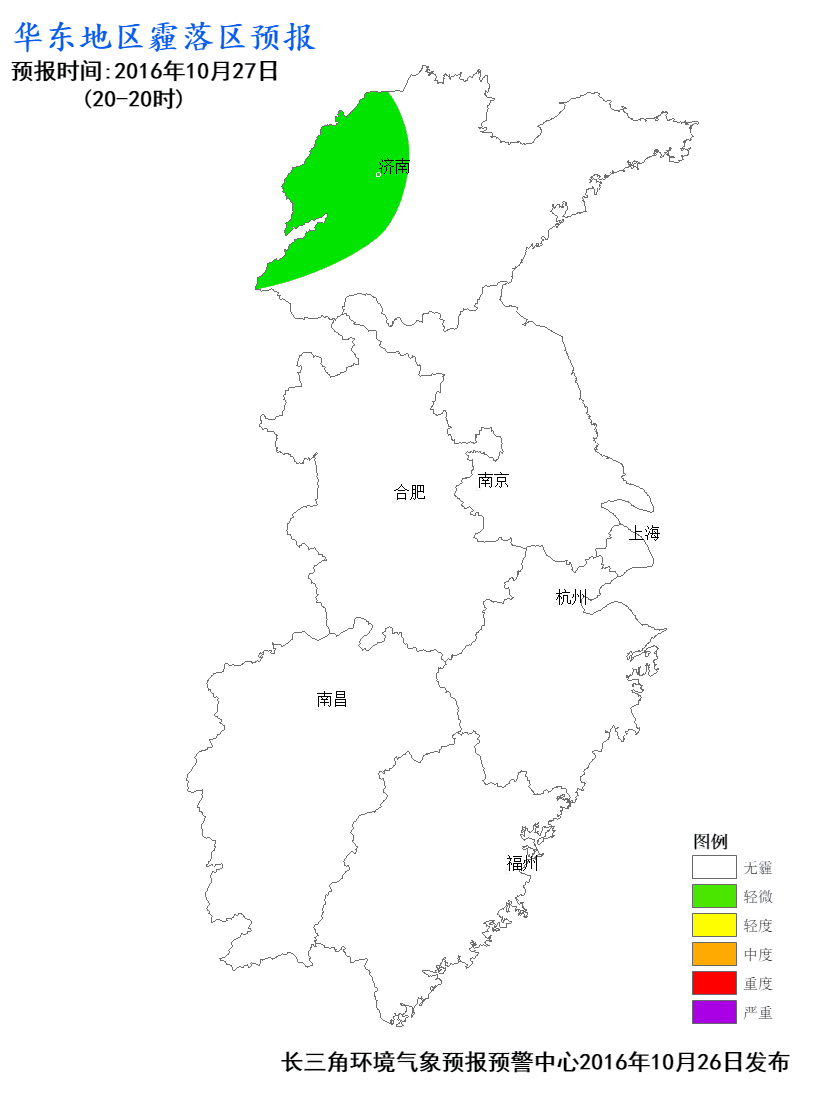 华东地区霾落区预报
预报时间:2016年10月27日
(20-20时)
济南
南京
合肥
上海
杭州
南昌
福州
图例
无霾
轻微
轻度
中度
重度
严重
长三角环境气象预报预警中心2016年10月26日发布